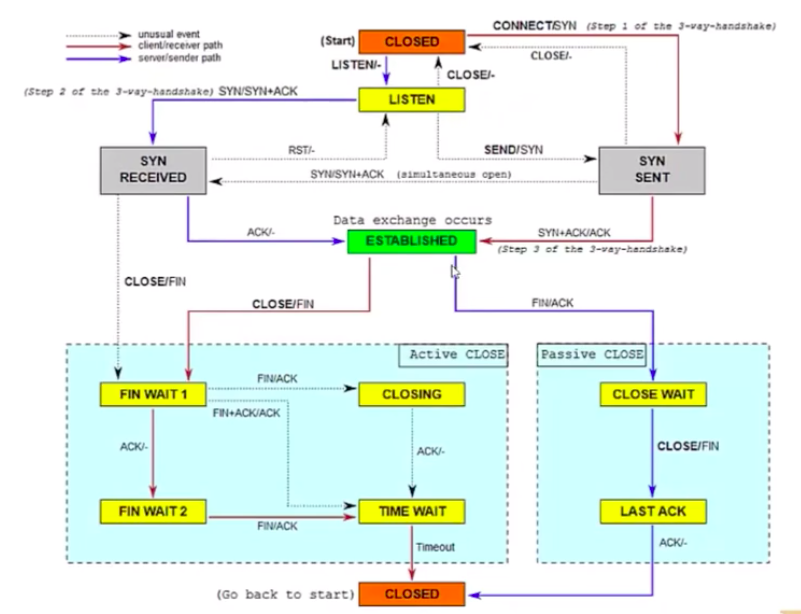 unusual event
client/receiver path
server/sender path
(Start) CLOSED
CONNECT/SYN (Step 1 of the 3-way-handshake)
CLOSE/-
LISTEN/-
CLOSE/-
(Step 2 of the 3-way-handshake) SYN/SYN+ACK
LISTEN
RST/-
SEND/SYN
SYN
RECEIVED
SYN
SENT
SYN/SYN+ACK (simultaneous open)
Data exchange occurs
ACK/-
ESTABLISHED
SYN+ACK/ACK
(Step 3 of the 3-way-handshake)
CLOSE/FIN
CLOSE/FIN
FIN/ACK
Active CLOSE
Passive CLOSE
FIN WAIT 1
FIN/ACK
CLOSING
CLOSE WAIT
FIN+ACK/ACK
ACK/-
ACK/-
CLOSE/FIN
FIN WAIT 2
TIME WAIT
LAST ACK
FIN/ACK
Timeout
ACK/-
(Go back to start) CLOSED